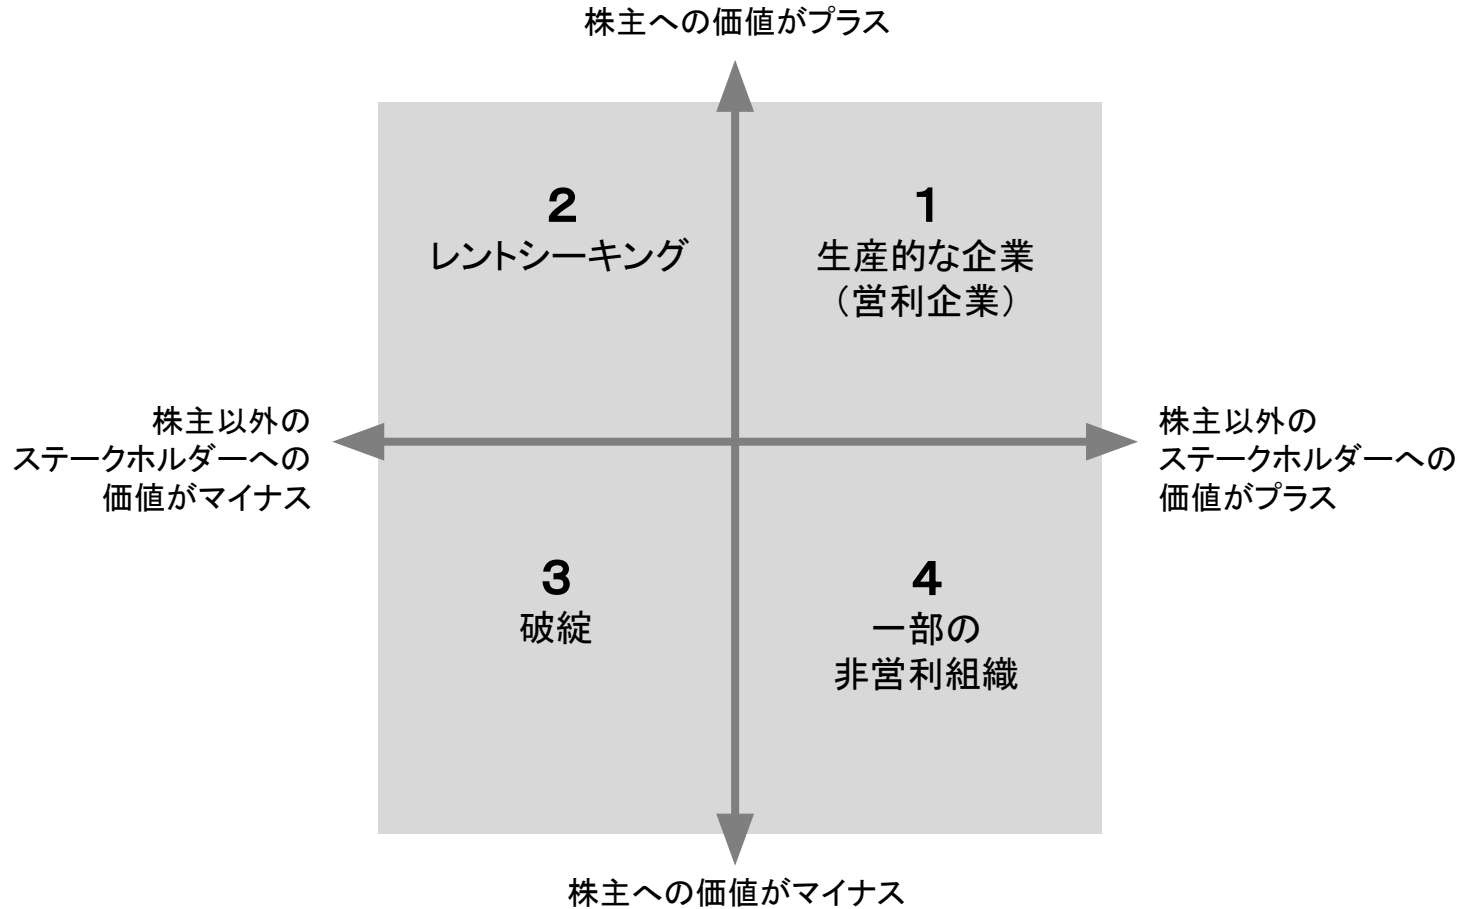 株主への価値がプラス
2
レントシーキング
1
生産的な企業
（営利企業）
株主以外の
ステークホルダーへの
価値がマイナス
株主以外の
ステークホルダーへの
価値がプラス
3
破綻
4
一部の
非営利組織
株主への価値がマイナス